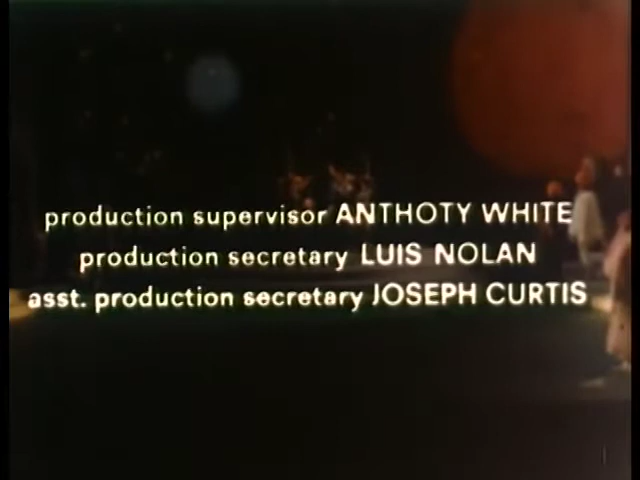 production supervisor ANTHOTY WHITE
production secretary LUIS NOLAN
asst. production secretary JOSEPH CURTIS